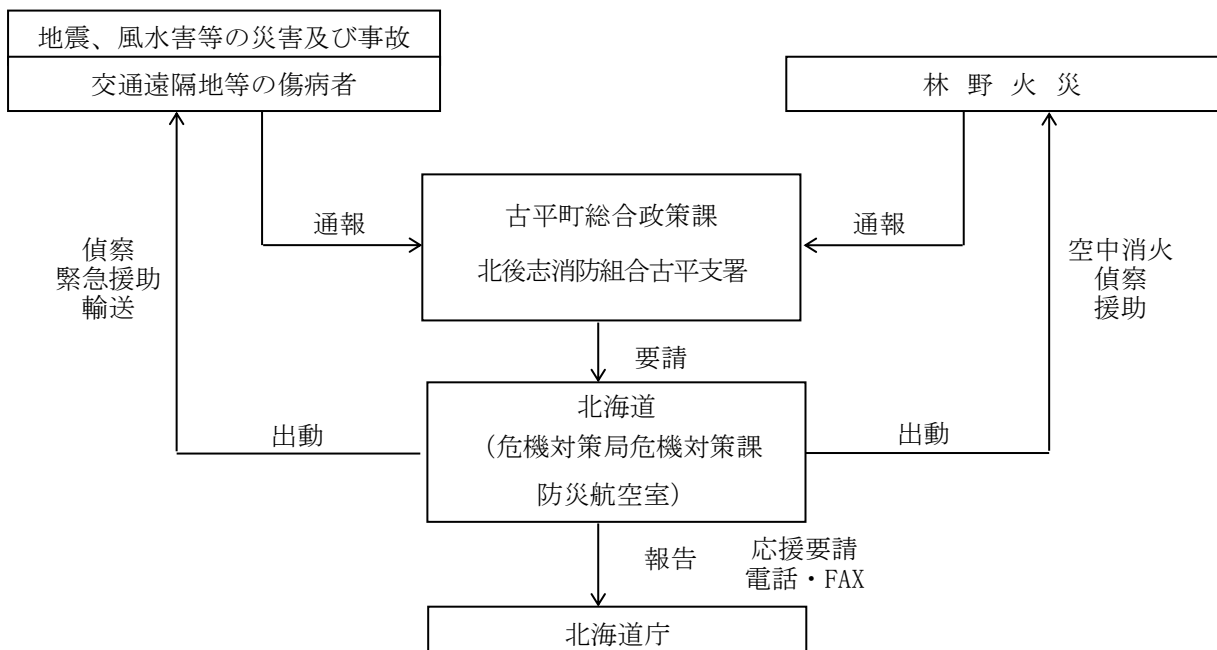 地震、風水害等の災害及び事故
交通遠隔地等の傷病者
林 野 火 災
古平町総合政策課
北後志消防組合古平支署
通報
通報
偵察
緊急援助
輸送
空中消火
偵察
援助
要請
北海道
(危機対策局危機対策課
防災航空室)
出動
出動
報告
応援要請
電話・FAX
北海道庁